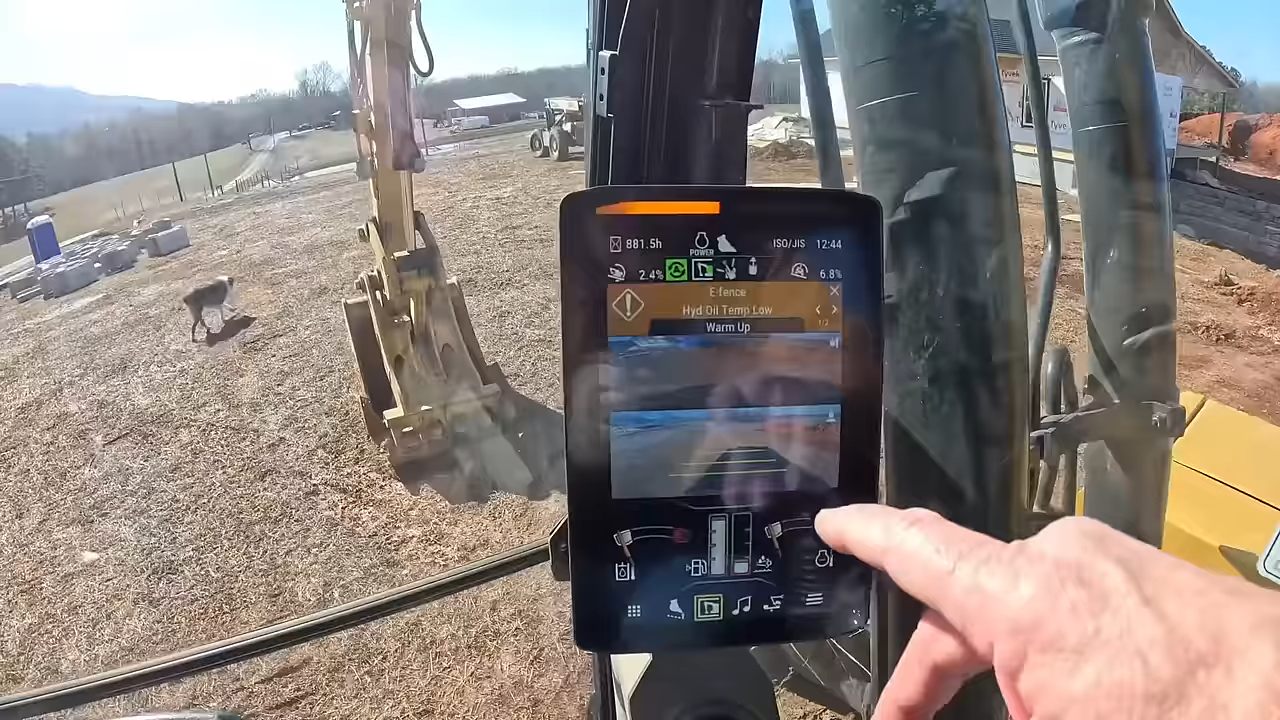 881.5h
POWER
ISO/JIS
12:44
2.4%
6.8%
E-fence
Hyd Oil Temp Low
1/2
Warm Up
Tyvek